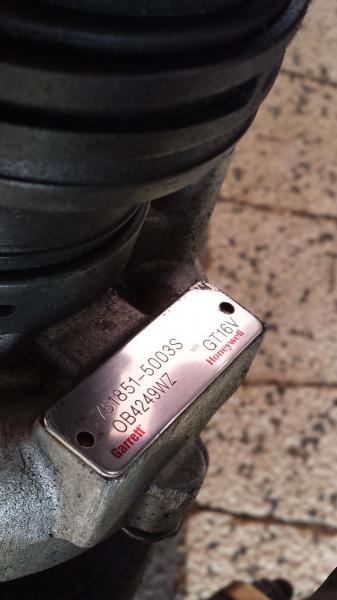 751851-5003S
GT16V
OB4249WZ
Honeywell
Garrett